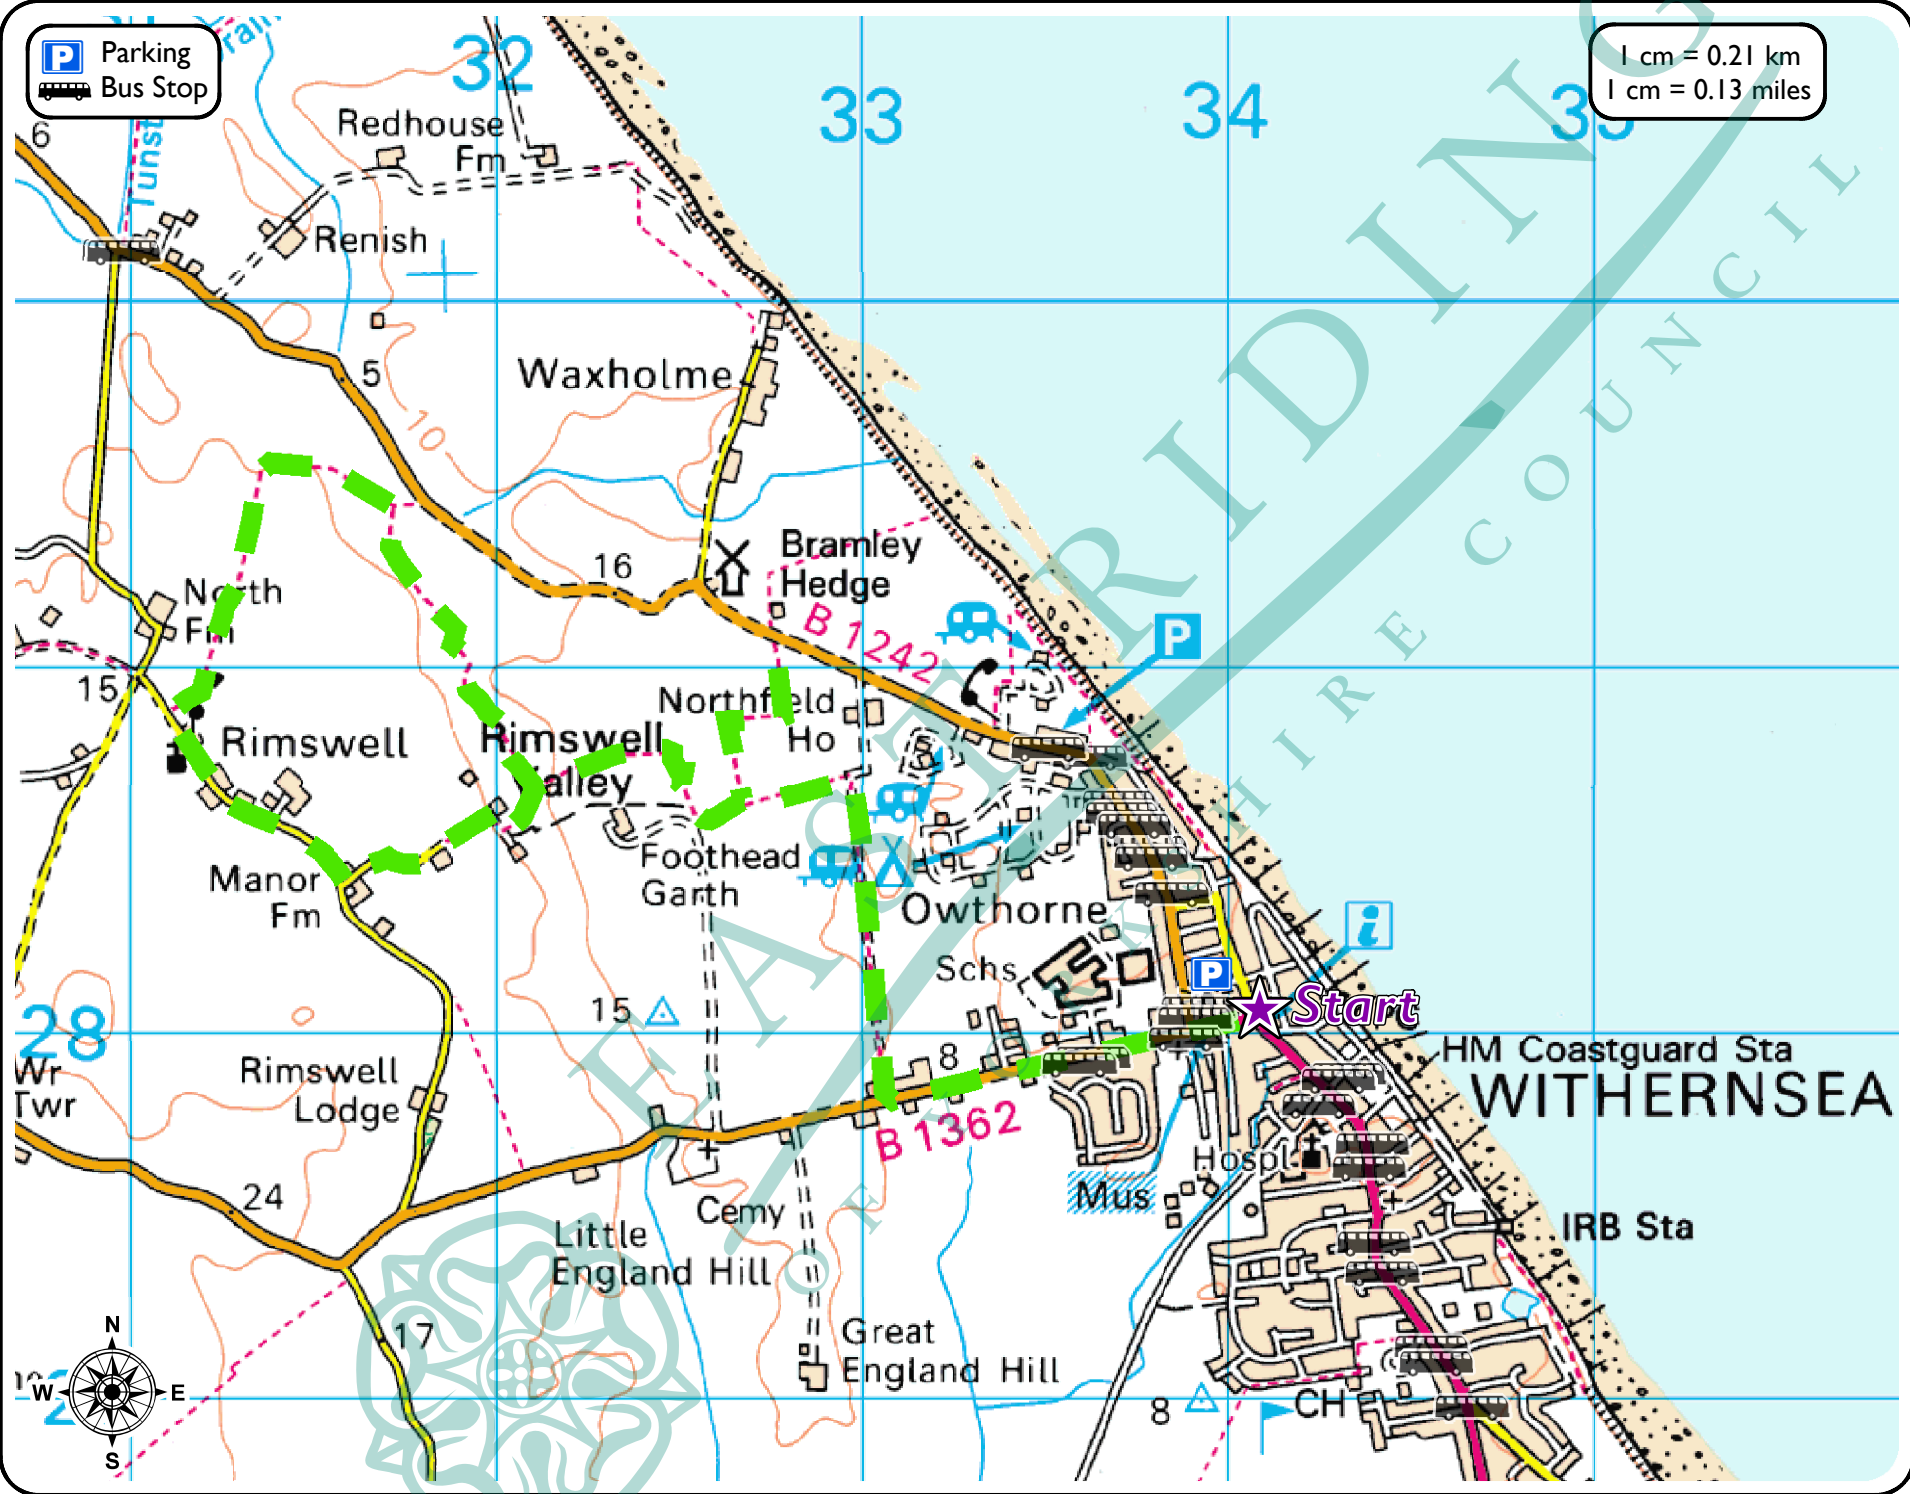 P Parking
Bus Stop
1 cm = 0.21 km
1 cm = 0.13 miles
32
33
34
35
6
Tunst
Redhouse
Fm
Renish
5
10
Waxholme
16
Bramley
Hedge
B 1242
P
North
Fm
15
Rimswell
Northfield
Ho
Rimswell
Valley
Manor
Fm
Foothead
Garth
Owthorne
Schs
P
i
Start
15
28
8
HM Coastguard Sta
WITHERNSEA
Wr
Twr
Rimswell
Lodge
B 1362
Hospl
Mus
24
Cemy
IRB Sta
Little
England Hill
17
Great
England Hill
8
CH
N
W E
S
EAST RIDING
OF YORKSHIRE COUNCIL